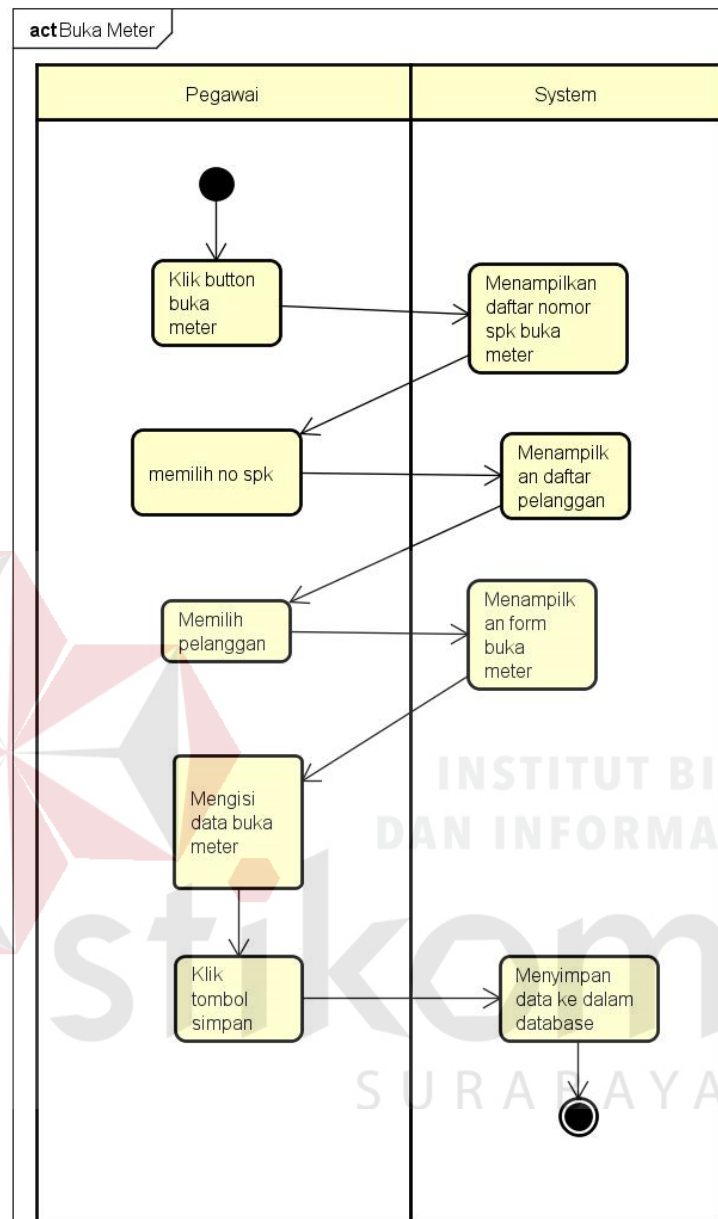 act Buka Meter
Pegawai
System
Klik button
buka
meter
Menampilkan
daftar nomor
spk buka
meter
memilih no spk
Menampilk
an daftar
pelanggan
Memilih
pelanggan
Menampilk
an form
buka
meter
Mengisi
data buka
meter
INSTITUT BI
DAN INFORMA
stikom
Klik
tombol
simpan
Menyimpan
data ke dalam
database
SURABAYA